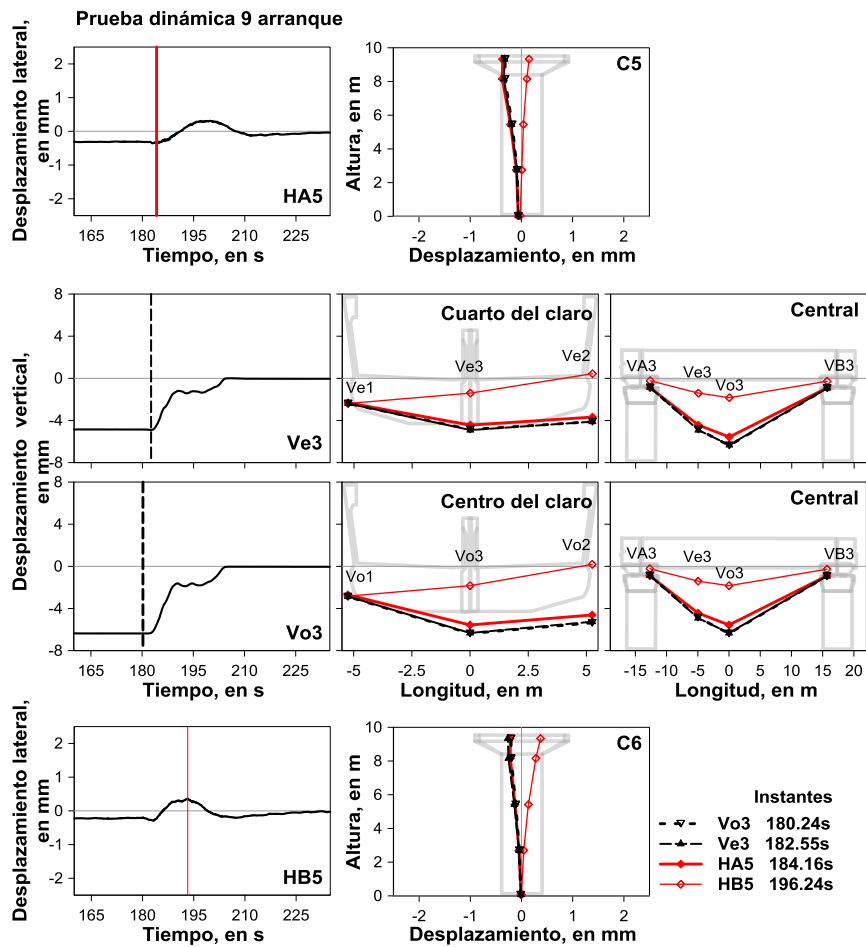 Prueba dinámica 9 arranque
Desplazamiento lateral,
en mm
2
1
0
-1
-2
HA5
165 180 195 210 225
Tiempo, en s
Altura, en m
10
8
6
4
2
0
C5
-2 -1 0 1 2
Desplazamiento, en mm
Desplazamiento vertical,
en mm
8
4
0
-4
-8
Ve3
Cuarto del claro
Ve1
Ve3
Ve2
Central
VA3
Ve3
Vo3
VB3
8
4
0
-4
-8
Vo3
165 180 195 210 225
Tiempo, en s
Centro del claro
Vo1
Vo3
Vo2
-5 -2.5 0 2.5 5
Longitud, en m
Central
VA3
Ve3
Vo3
VB3
-15 -10 -5 0 5 10 15 20
Longitud, en m
Desplazamiento lateral,
en mm
2
1
0
-1
-2
HB5
165 180 195 210 225
Tiempo, en s
Altura, en m
10
8
6
4
2
0
C6
-2 -1 0 1 2
Desplazamiento, en mm
Instantes
Vo3 180.24s
Ve3 182.55s
HA5 184.16s
HB5 196.24s